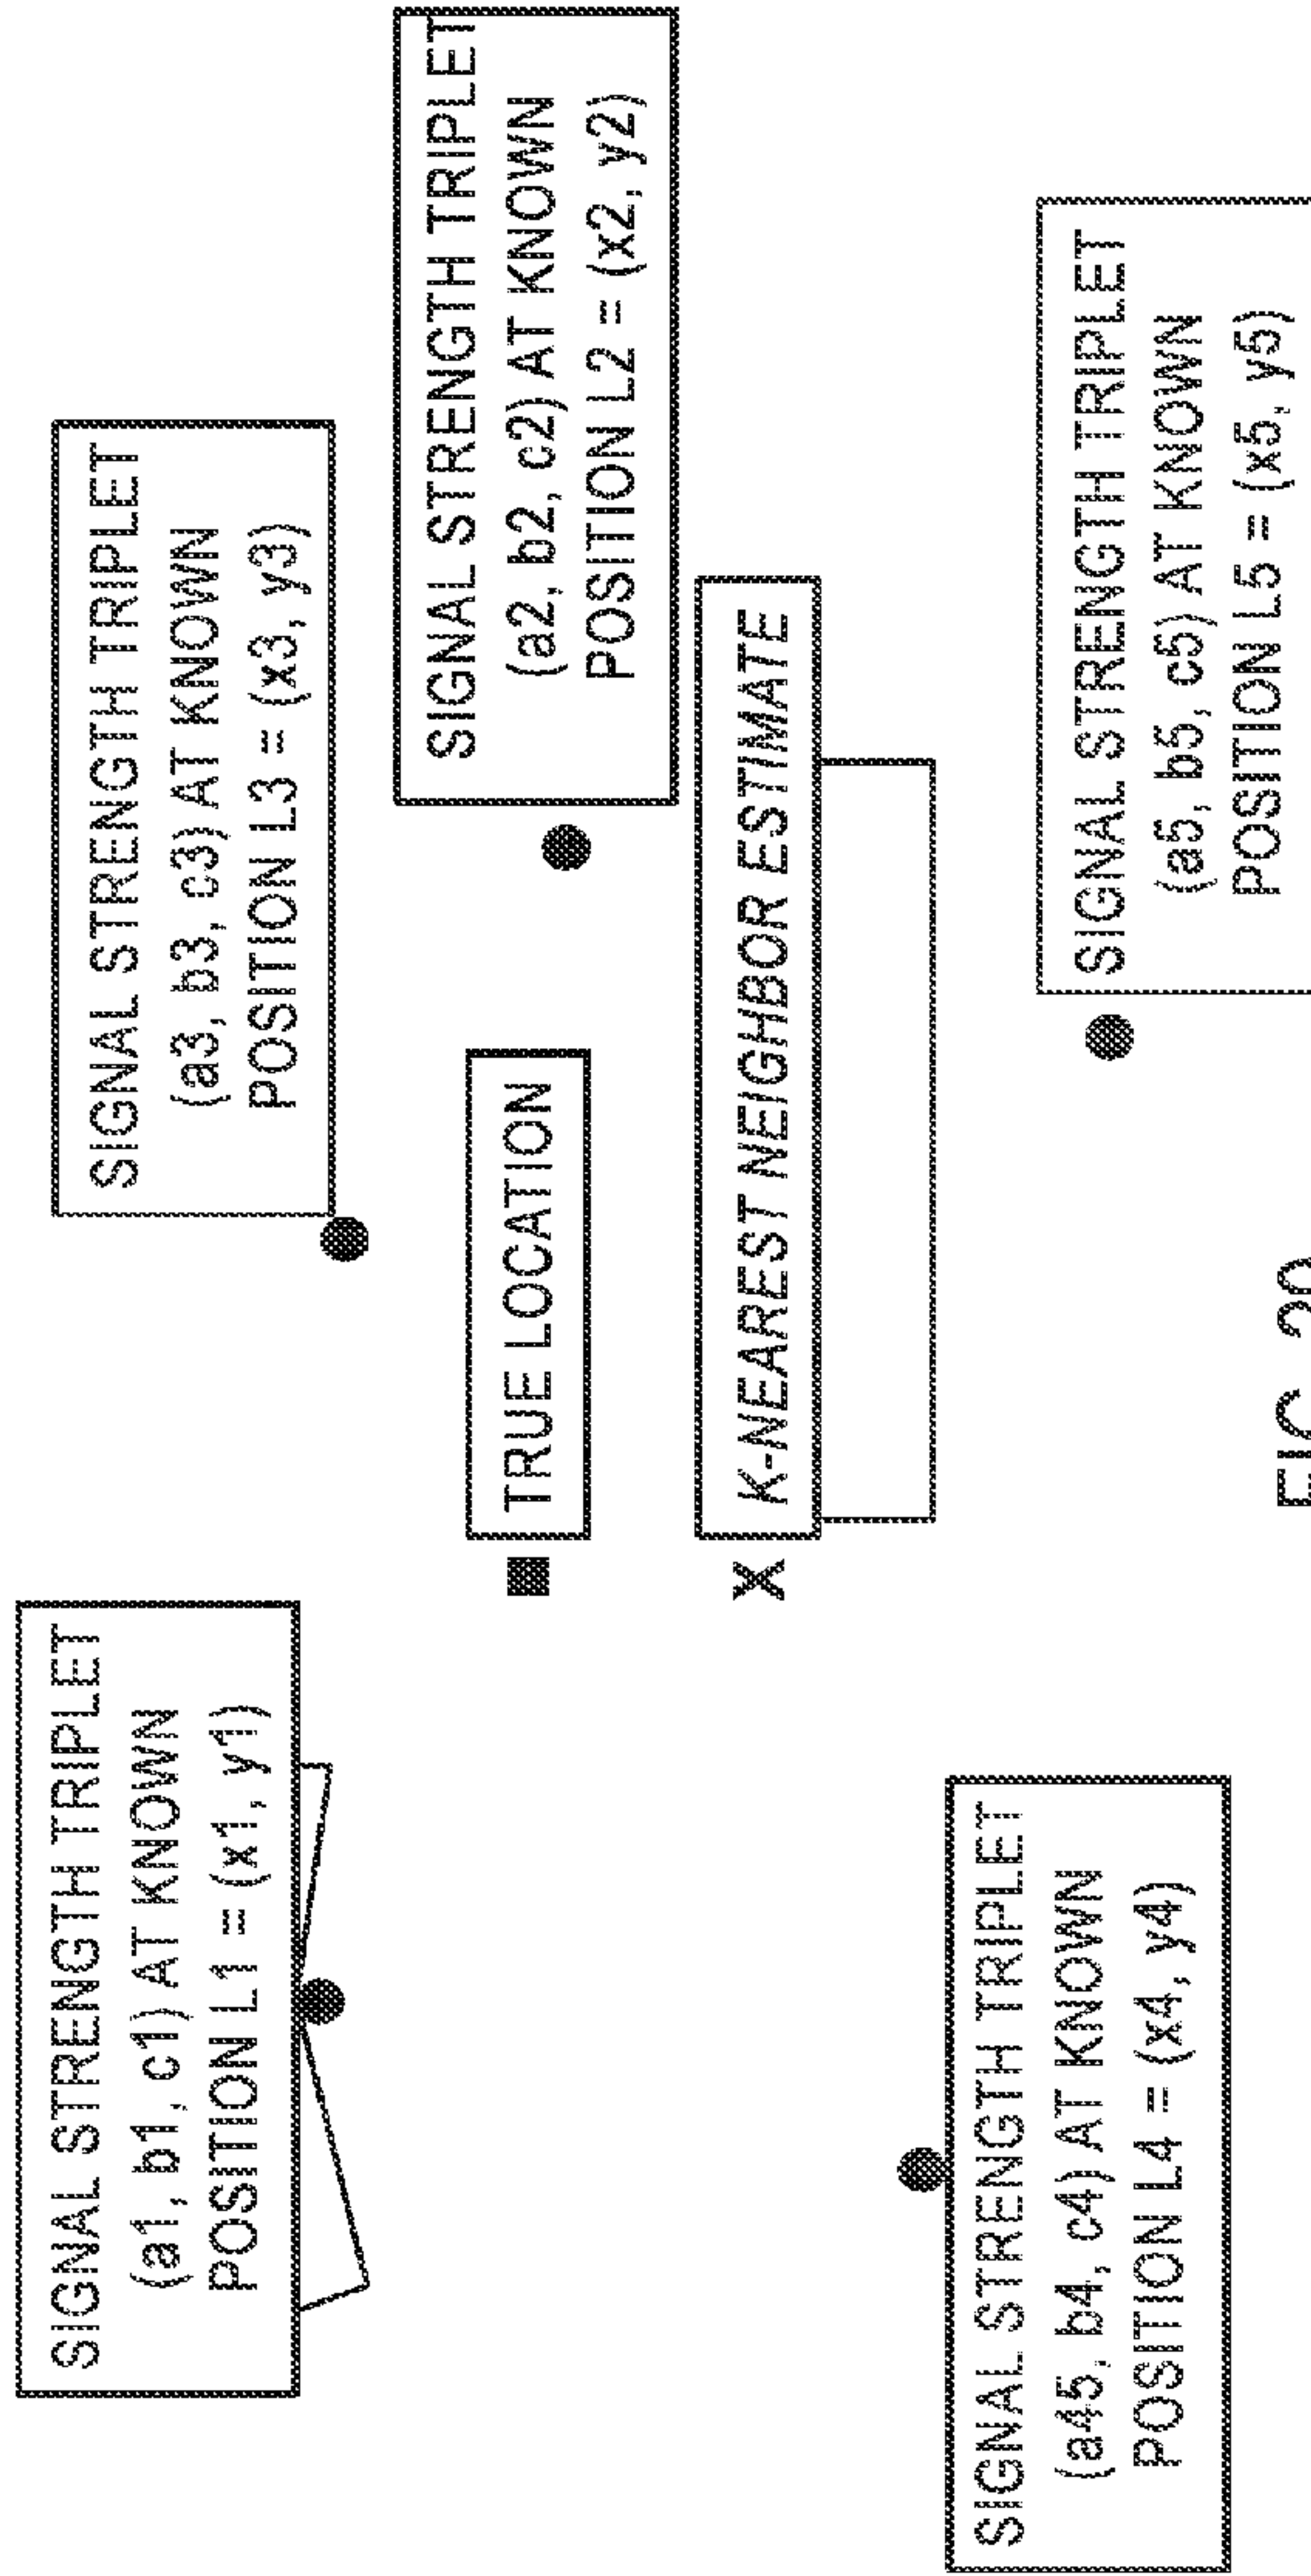 SIGNAL STRENGTH TRIPLET
(a1, b1, c1) AT KNOWN
POSITION L1 = (x1, y1)
SIGNAL STRENGTH TRIPLET
(a3, b3, c3) AT KNOWN
POSITION L3 = (x3, y3)
SIGNAL STRENGTH TRIPLET
(a2, b2, c2) AT KNOWN
POSITION L2 = (x2, y2)
TRUE LOCATION
X K-NEAREST NEIGHBOR ESTIMATE
SIGNAL STRENGTH TRIPLET
(a45, b4, c4) AT KNOWN
POSITION L4 = (x4, y4)
SIGNAL STRENGTH TRIPLET
(a5, b5, c5) AT KNOWN
POSITION L5 = (x5, y5)
FIG